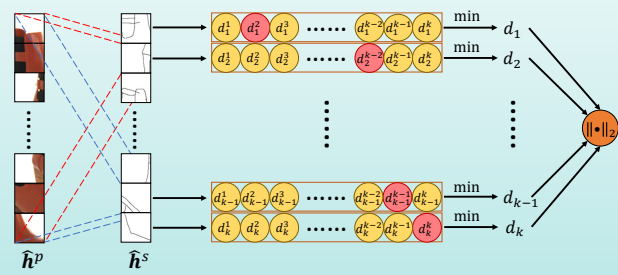 d_1^1 d_1^2 d_1^3 ...... d_1^{k-2} d_1^{k-1} d_1^k min d_1
d_2^1 d_2^2 d_2^3 ...... d_2^{k-2} d_2^{k-1} d_2^k min d_2
‖•‖_2
d_{k-1}^1 d_{k-1}^2 d_{k-1}^3 ...... d_{k-1}^{k-2} d_{k-1}^{k-1} d_{k-1}^k min d_{k-1}
d_k^1 d_k^2 d_k^3 ...... d_k^{k-2} d_k^{k-1} d_k^k min d_k
ĥ^p ĥ^s